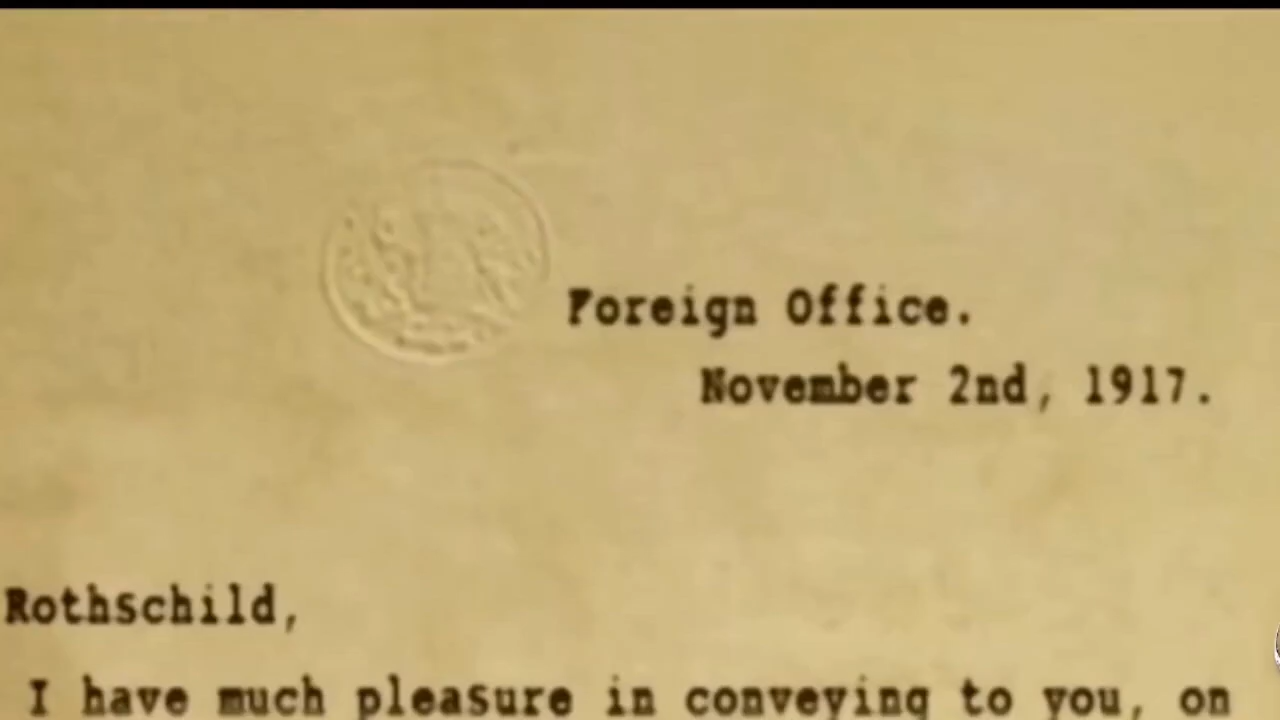 Foreign Office.
November 2nd, 1917.
Rothschild,
I have much pleasure in conveying to you, on